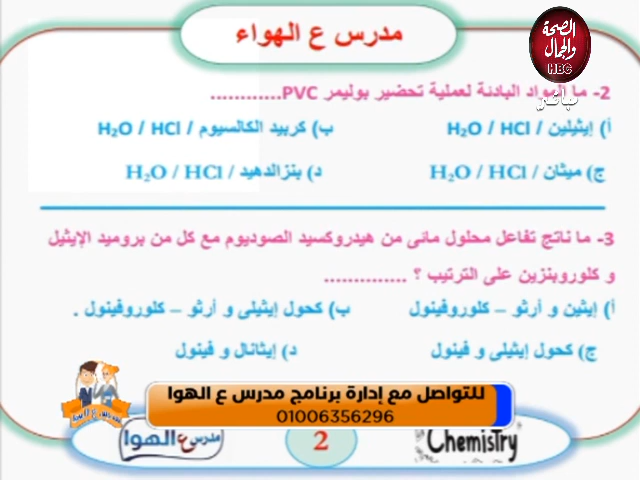 مدرس ع الهواء
الصحة
والجمال
HBC
مباشر
2- ما المواد البادئة لعملية تحضير بوليمر PVC............
أ) إيثيلين / H₂O / HCl
ب) كربيد الكالسيوم / H₂O / HCl
ج) ميثان / H₂O / HCl
د) بنزالدهيد / H₂O / HCl
3- ما ناتج تفاعل محلول مائى من هيدروكسيد الصوديوم مع كل من بروميد الإيثيل
و كلوروبنزين على الترتيب ؟ ..............
أ) إيثين و أرثو – كلوروفينول
ب) كحول إيثيلى و أرثو – كلوروفينول .
ج) كحول إيثيلى و فينول
د) إيثانال و فينول
للتواصل مع إدارة برنامج مدرس ع الهوا
01006356296
مدرس ع الهوا
2
Chemistry